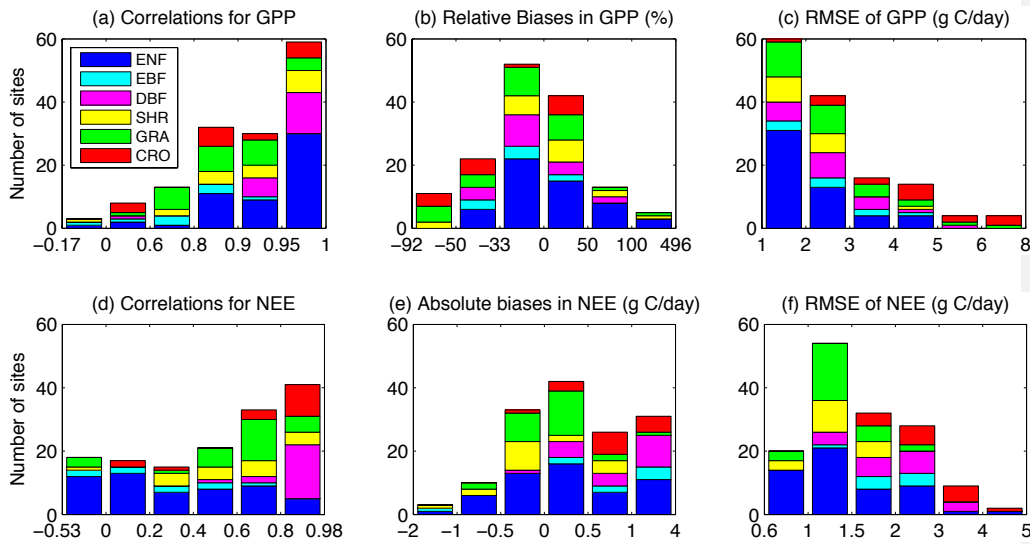 (a) Correlations for GPP
(b) Relative Biases in GPP (%)
(c) RMSE of GPP (g C/day)
Number of sites
60
40
20
0
ENF
EBF
DBF
SHR
GRA
CRO
−0.17 0 0.6 0.8 0.9 0.95 1
60
40
20
0
−92 −50 −33 0 50 100 496
60
40
20
0
1 2 3 4 5 6 8
(d) Correlations for NEE
(e) Absolute biases in NEE (g C/day)
(f) RMSE of NEE (g C/day)
Number of sites
60
40
20
0
−0.53 0 0.2 0.4 0.6 0.8 0.98
60
40
20
0
−2 −1 −0.5 0 0.5 1 4
60
40
20
0
0.6 1 1.5 2 3 4 5